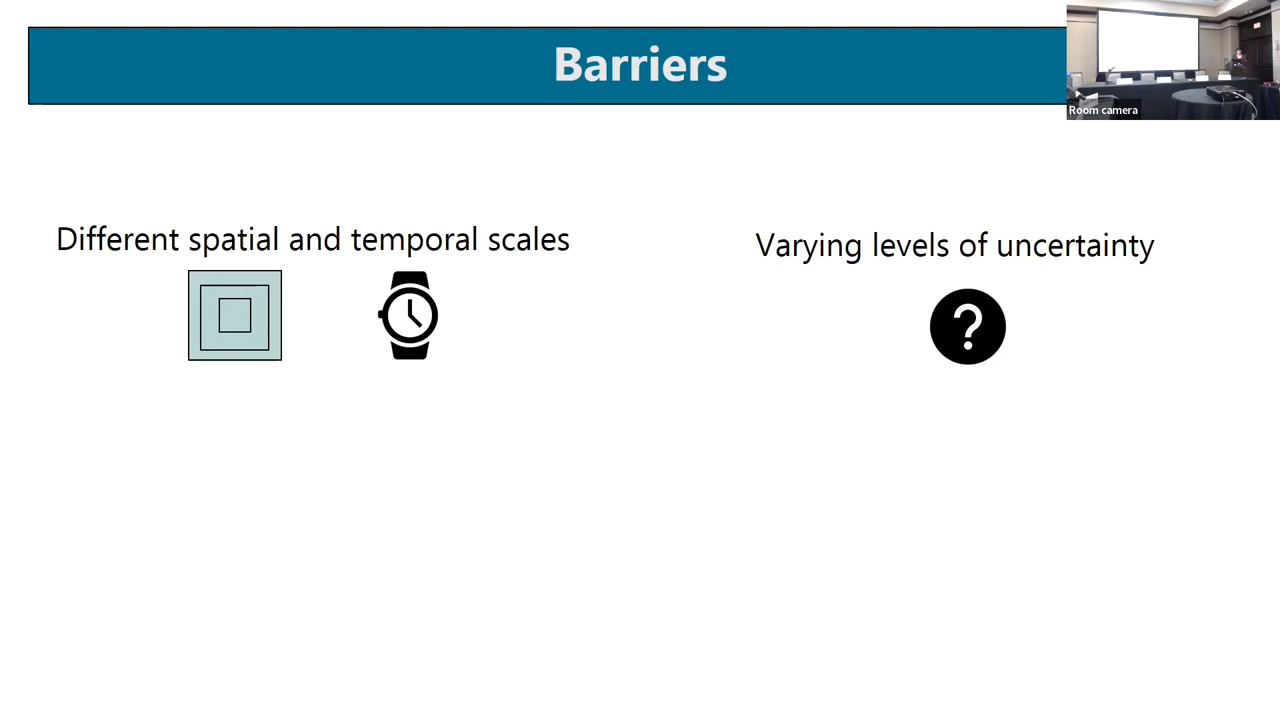 Barriers
Room camera
Different spatial and temporal scales
Varying levels of uncertainty
?